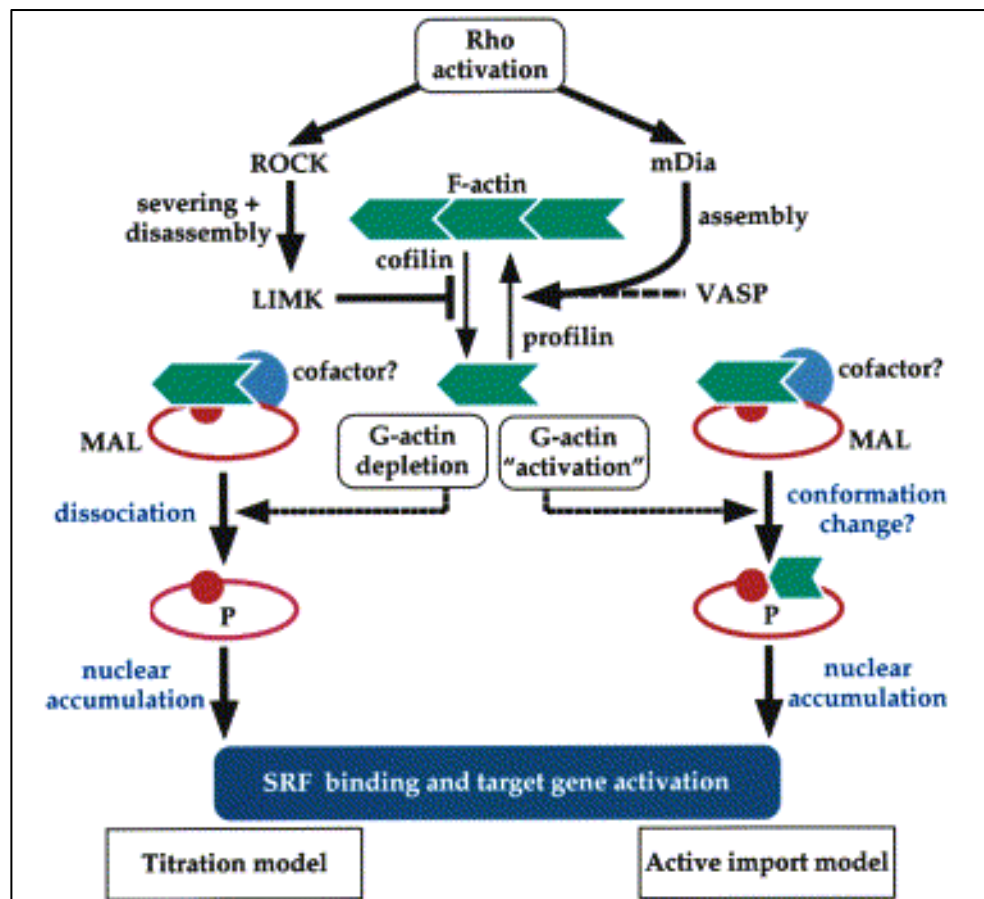 Rho
activation
ROCK
mDia
F-actin
severing +
disassembly
assembly
cofilin
LIMK
VASP
profilin
cofactor?
cofactor?
MAL
G-actin
depletion
G-actin
"activation"
MAL
dissociation
conformation
change?
P
P
nuclear
accumulation
nuclear
accumulation
SRF binding and target gene activation
Titration model
Active import model